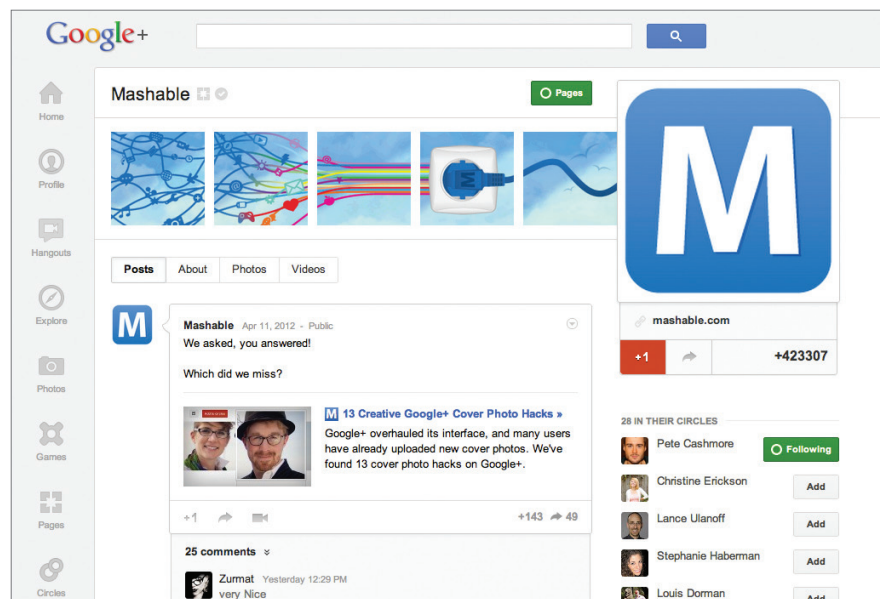 Google+
Mashable
Pages
Home
Profile
Hangouts
Explore
Photos
Games
Pages
Circles
M
M
Posts About Photos Videos
M
Mashable Apr 11, 2012 - Public
We asked, you answered!
Which did we miss?
M 13 Creative Google+ Cover Photo Hacks »
Google+ overhauled its interface, and many users
have already uploaded new cover photos. We've
found 13 cover photo hacks on Google+.
+1
+143 49
25 comments
Zurmat Yesterday 12:29 PM
very Nice
mashable.com
+1 +423307
28 IN THEIR CIRCLES
Pete Cashmore Following
Christine Erickson Add
Lance Ulanoff Add
Stephanie Haberman Add
Louis Dorman Add